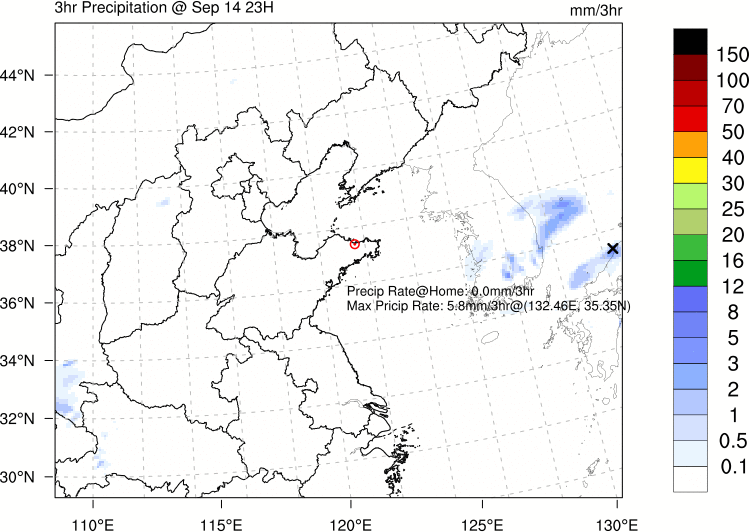 3hr Precipitation @ Sep 14 23H
mm/3hr
150
100
70
50
40
30
25
20
16
12
8
5
3
2
1
0.5
0.1
44°N
42°N
40°N
38°N
36°N
34°N
32°N
30°N
Precip Rate@Home: 0.0mm/3hr
Max Pricip Rate: 5.8mm/3hr@(132.46E, 35.35N)
110°E
115°E
120°E
125°E
130°E